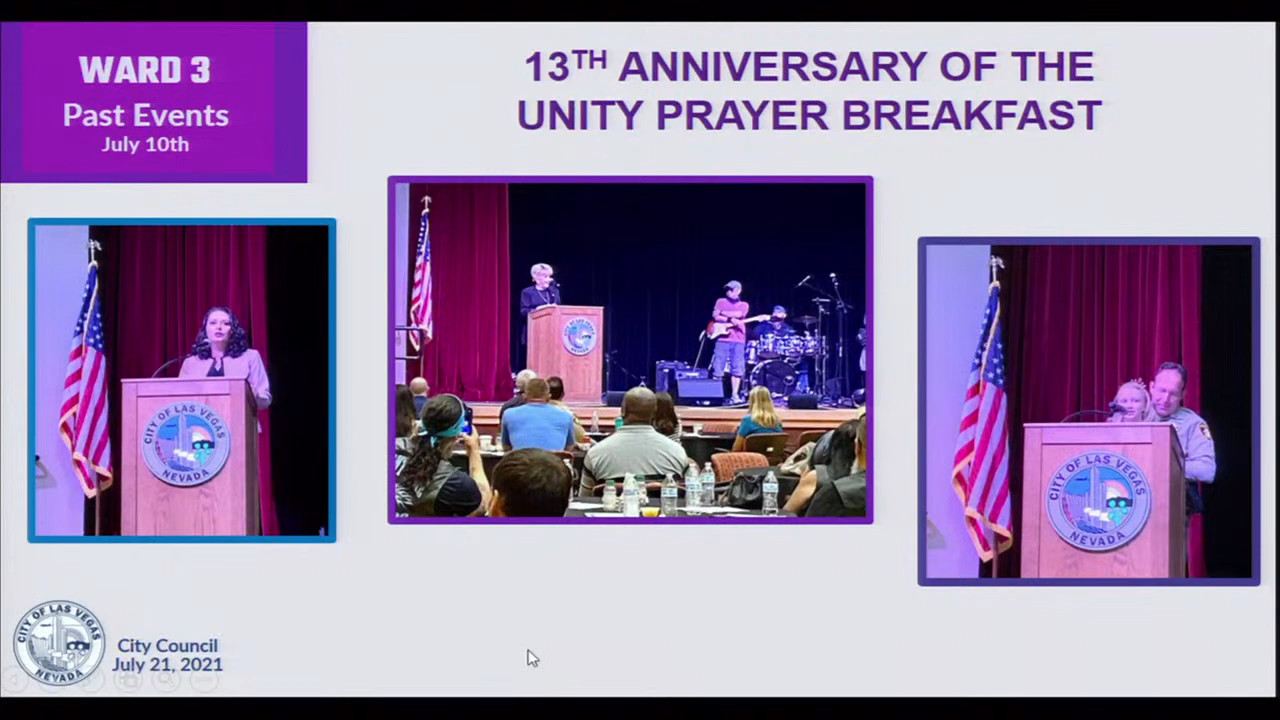 WARD 3
Past Events
July 10th
13TH ANNIVERSARY OF THE
UNITY PRAYER BREAKFAST
CITY OF LAS VEGAS
NEVADA
CITY OF LAS VEGAS
NEVADA
CITY OF LAS VEGAS
NEVADA
City Council
July 21, 2021